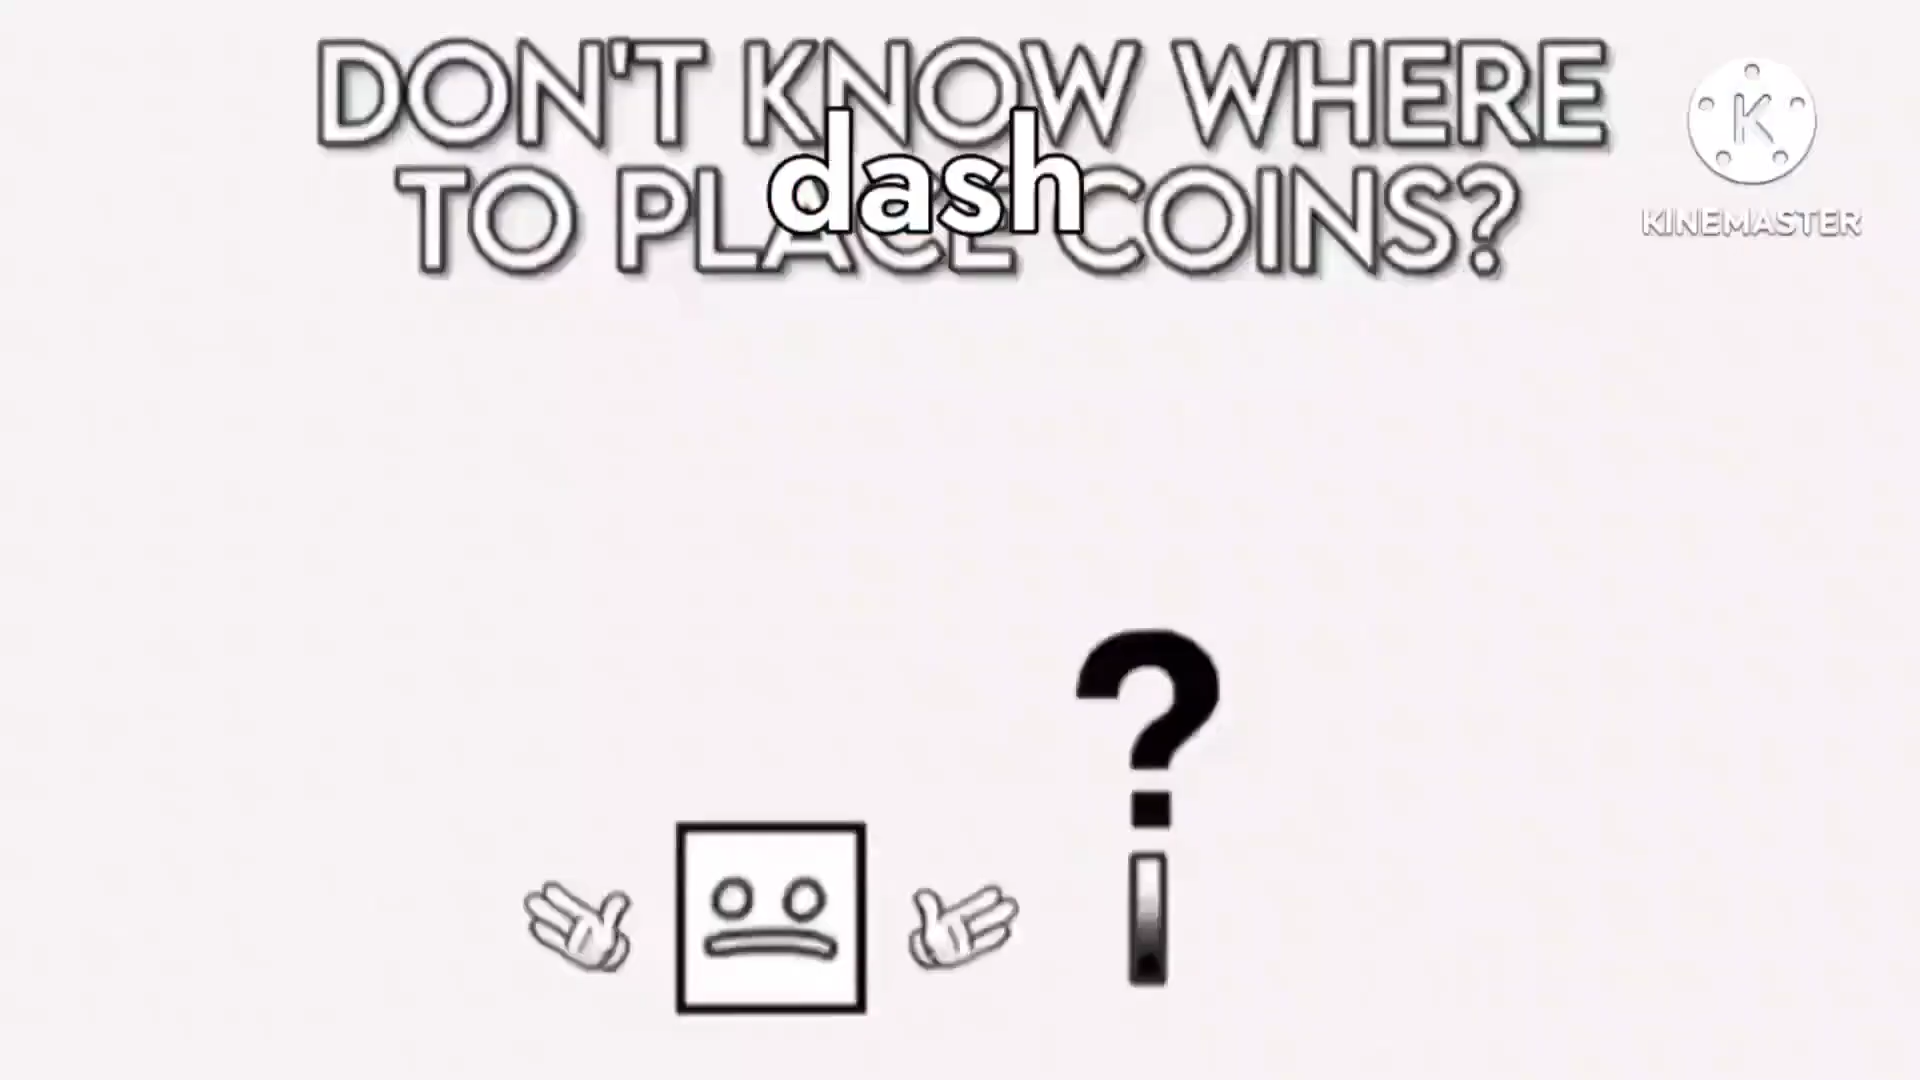 DON'T KNOW WHERE
TO PLACE COINS?
dash
K
KINEMASTER
?